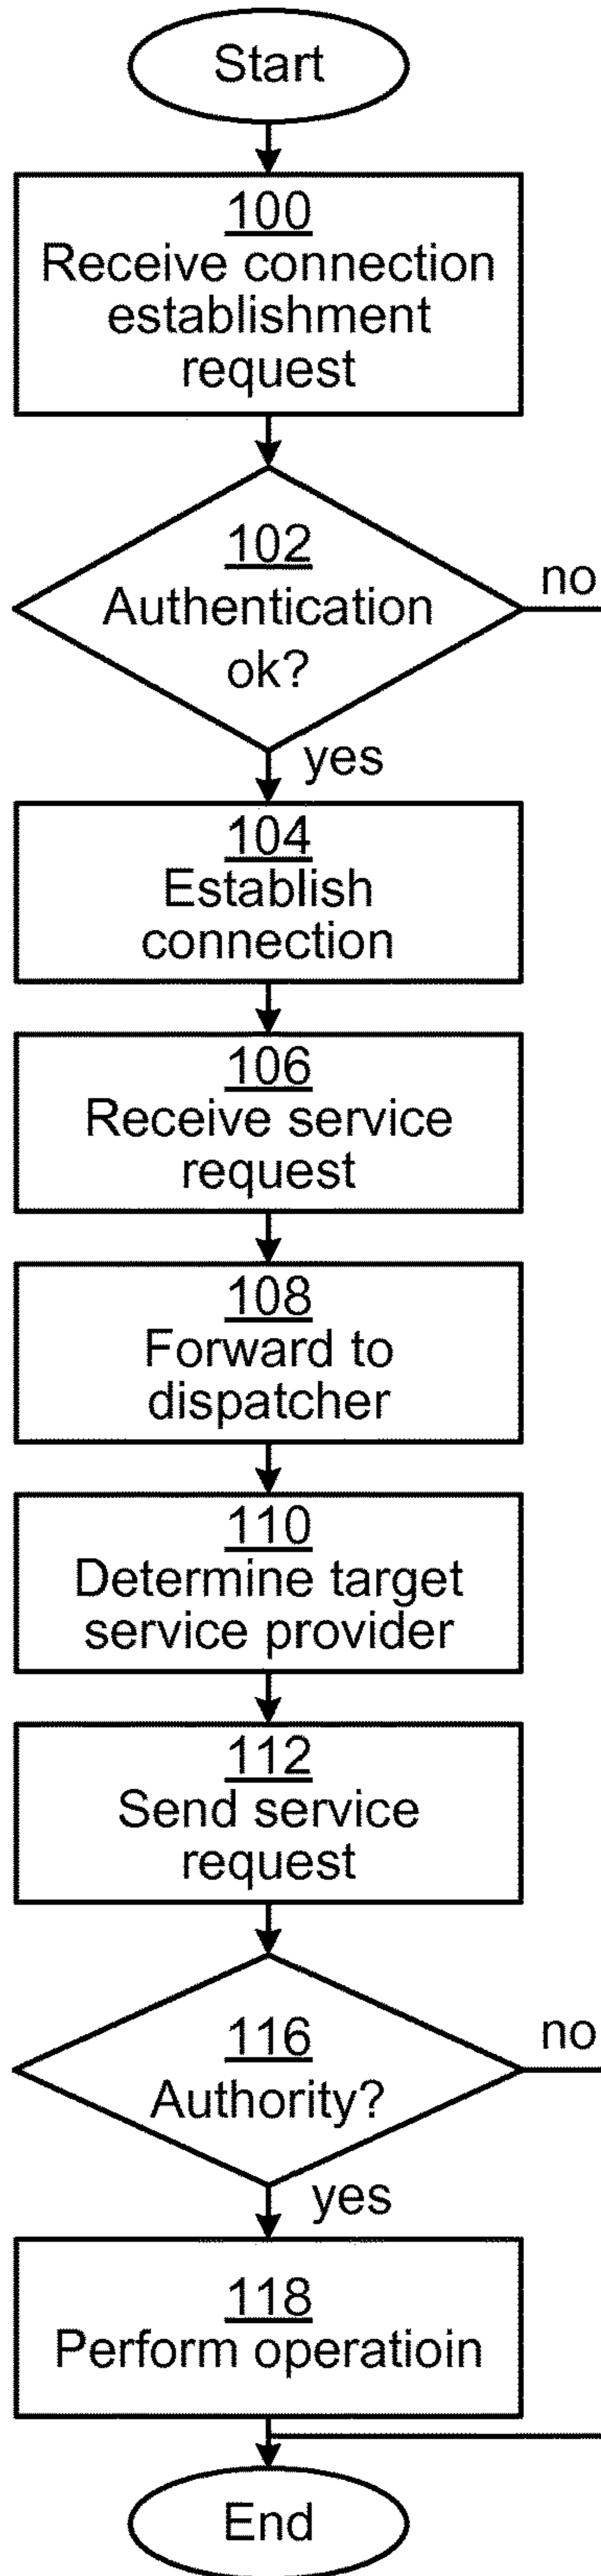 Start
100
Receive connection
establishment
request
102
Authentication
ok?
no
yes
104
Establish
connection
106
Receive service
request
108
Forward to
dispatcher
110
Determine target
service provider
112
Send service
request
116
Authority?
no
yes
118
Perform operatioin
End